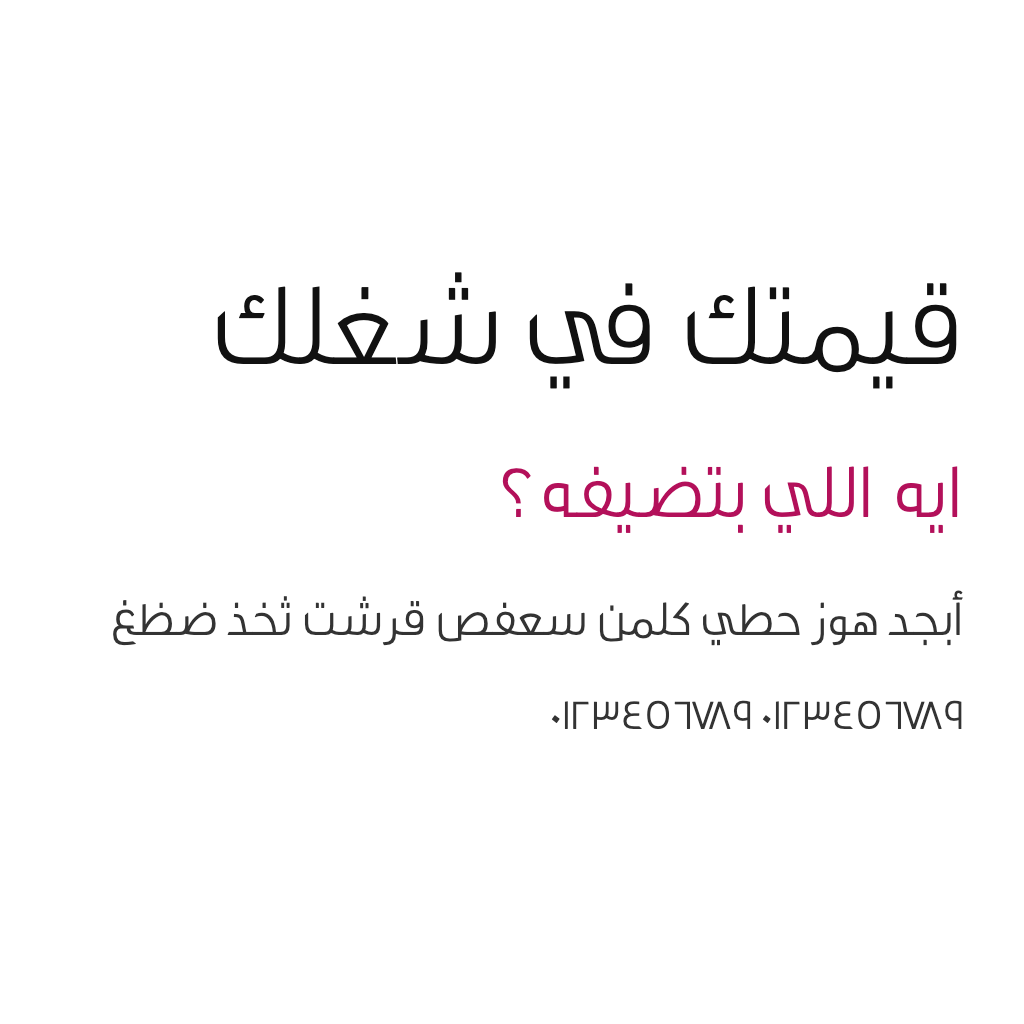 قيمتك في شغلك
ايه اللي بتضيفه؟
أبجد هوز حطي كلمن سعفص قرشت ثخذ ضظغ
٠١٢٣٤٥٦٧٨٩ ٠١٢٣٤٥٦٧٨٩